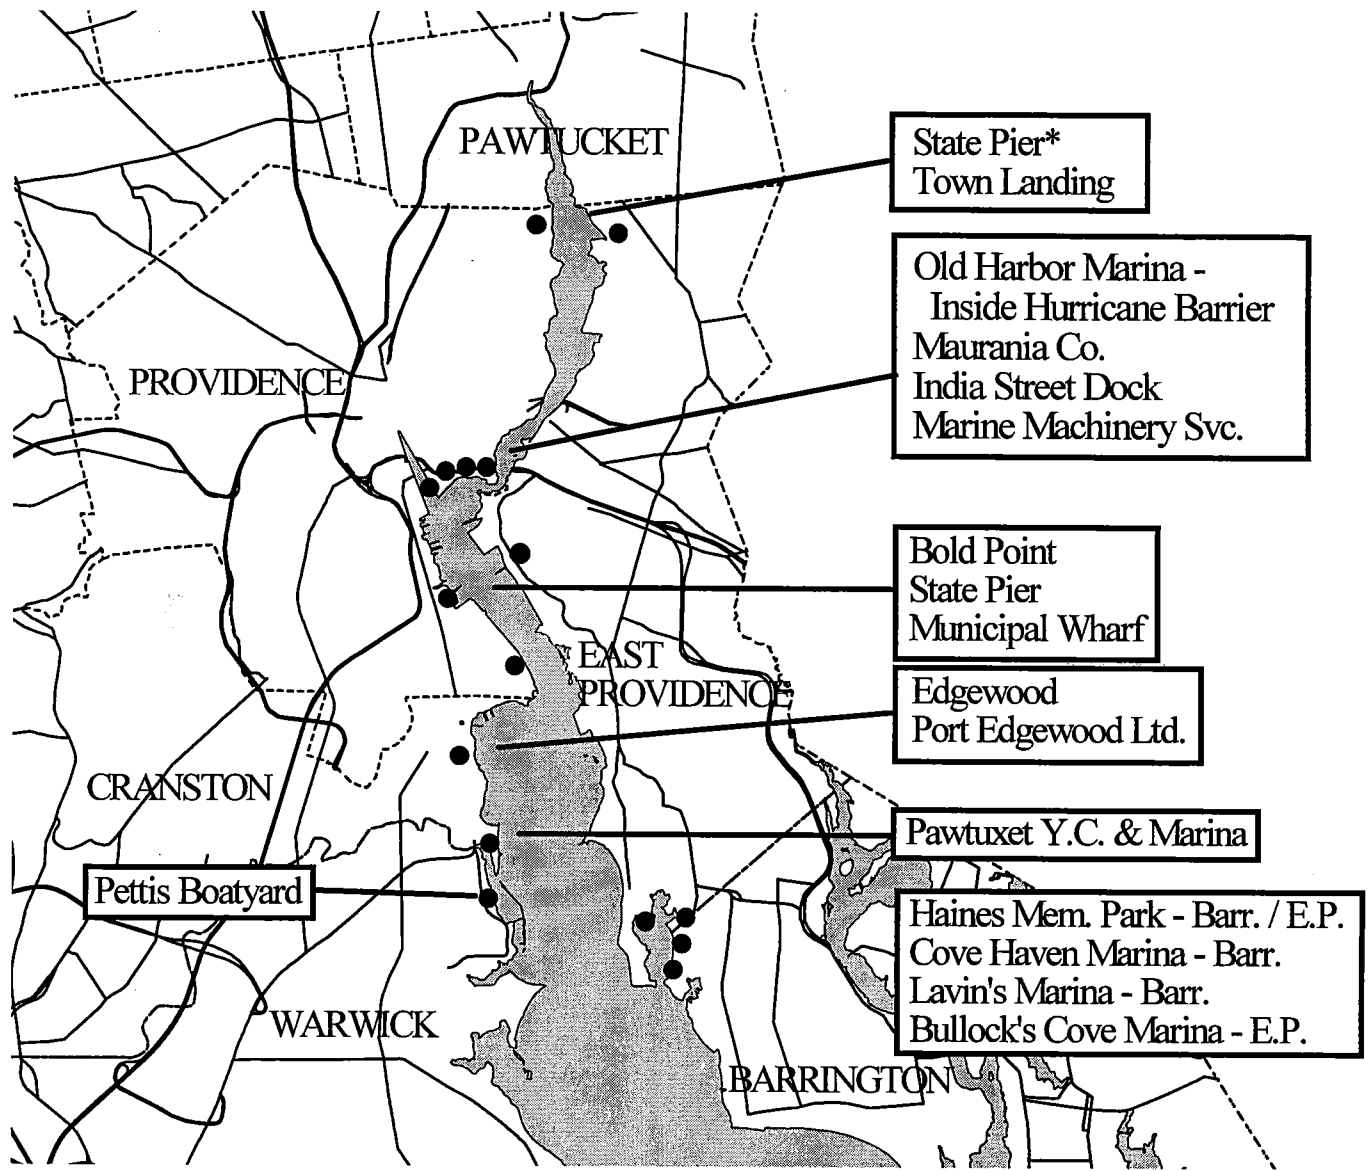 PAWTUCKET
State Pier*
Town Landing
Old Harbor Marina -
Inside Hurricane Barrier
Maurania Co.
India Street Dock
Marine Machinery Svc.
PROVIDENCE
Bold Point
State Pier
Municipal Wharf
EAST
PROVIDENCE
Edgewood
Port Edgewood Ltd.
CRANSTON
Pawtuxet Y.C. & Marina
Pettis Boatyard
Haines Mem. Park - Barr. / E.P.
Cove Haven Marina - Barr.
Lavin's Marina - Barr.
Bullock's Cove Marina - E.P.
WARWICK
BARRINGTON